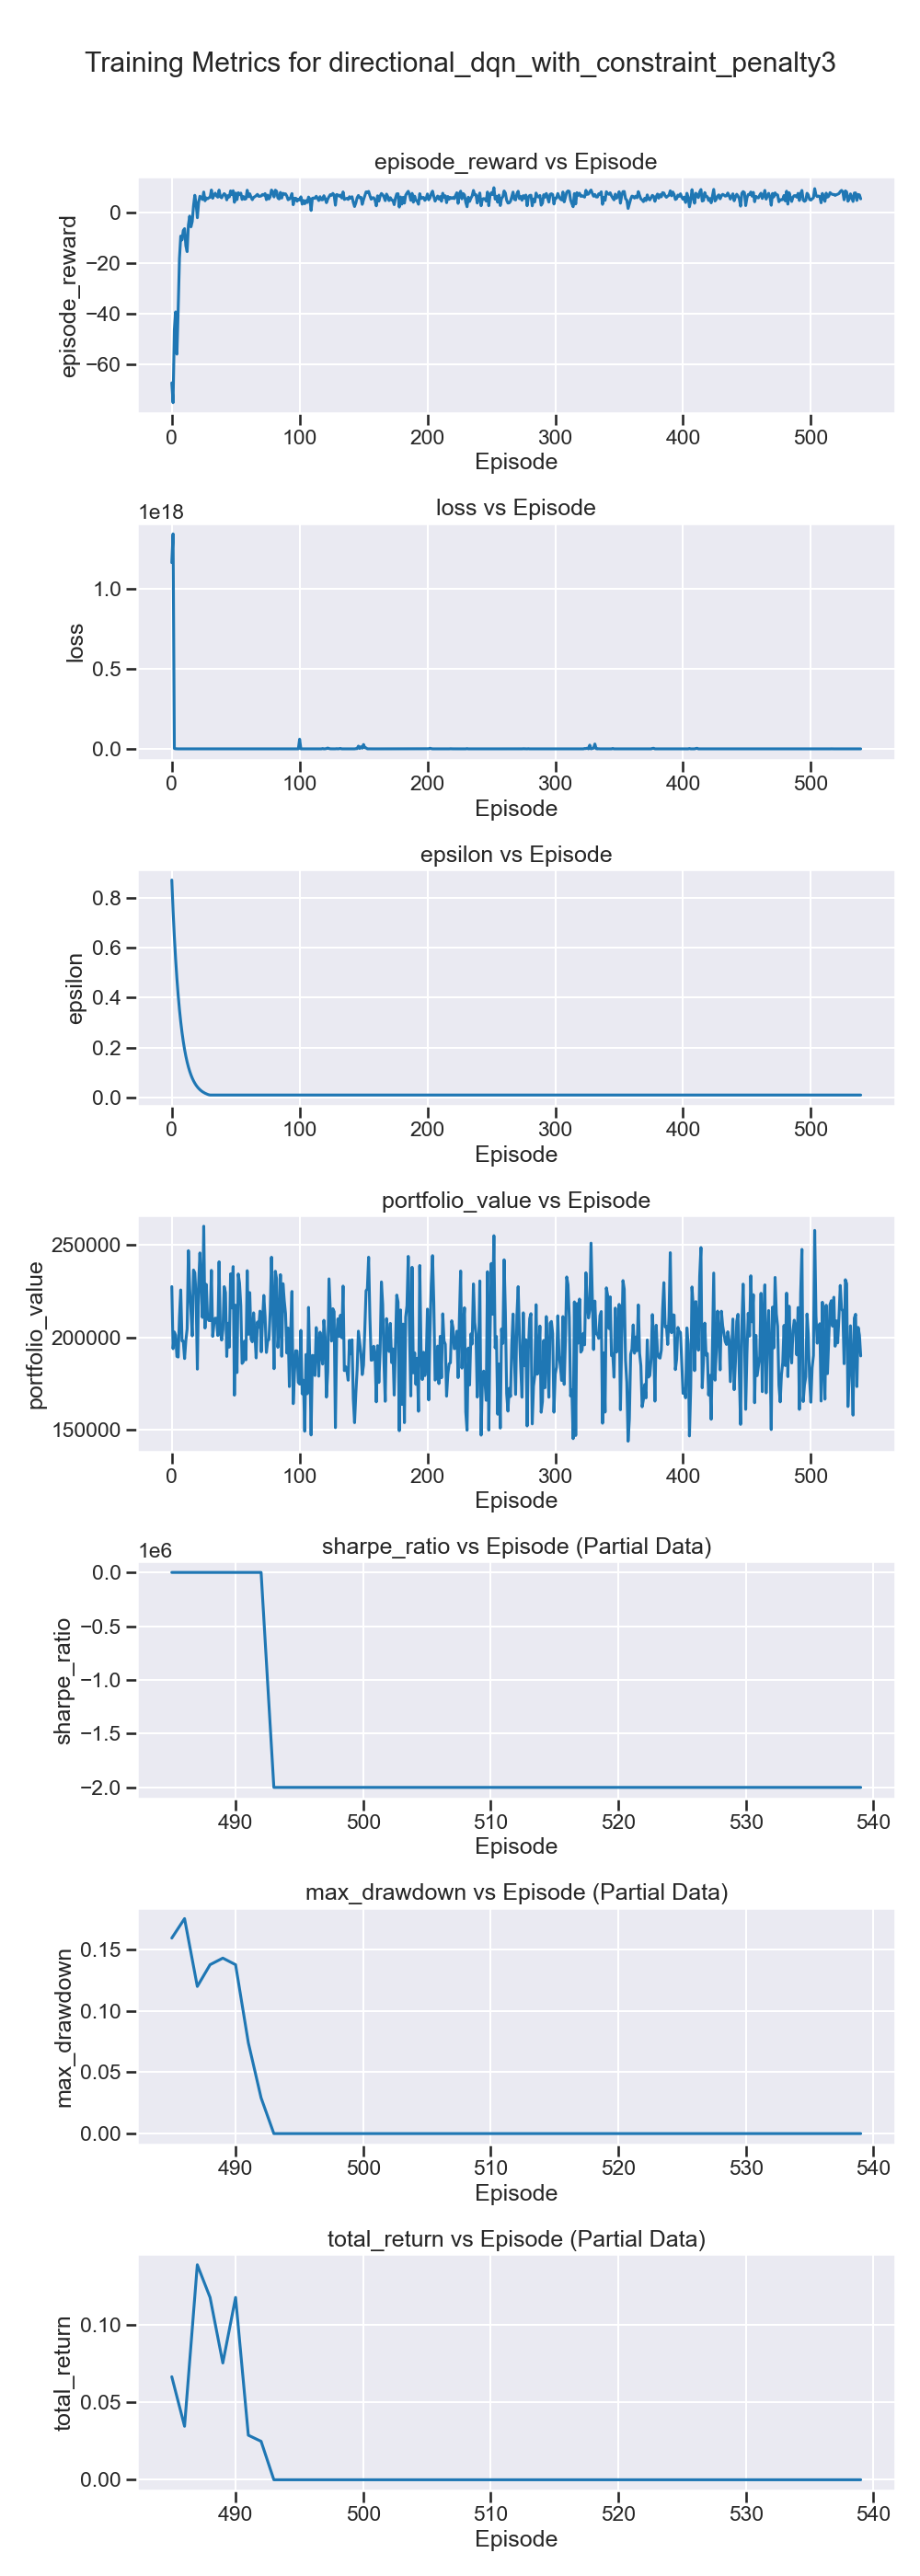 Training Metrics for directional_dqn_with_constraint_penalty3
episode_reward vs Episode
episode_reward
0
−20
−40
−60
0 100 200 300 400 500
Episode
loss vs Episode
1e18
loss
1.0
0.5
0.0
0 100 200 300 400 500
Episode
epsilon vs Episode
epsilon
0.8
0.6
0.4
0.2
0.0
0 100 200 300 400 500
Episode
portfolio_value vs Episode
portfolio_value
250000
200000
150000
0 100 200 300 400 500
Episode
sharpe_ratio vs Episode (Partial Data)
1e6
sharpe_ratio
0.0
−0.5
−1.0
−1.5
−2.0
490 500 510 520 530 540
Episode
max_drawdown vs Episode (Partial Data)
max_drawdown
0.15
0.10
0.05
0.00
490 500 510 520 530 540
Episode
total_return vs Episode (Partial Data)
total_return
0.10
0.05
0.00
490 500 510 520 530 540
Episode